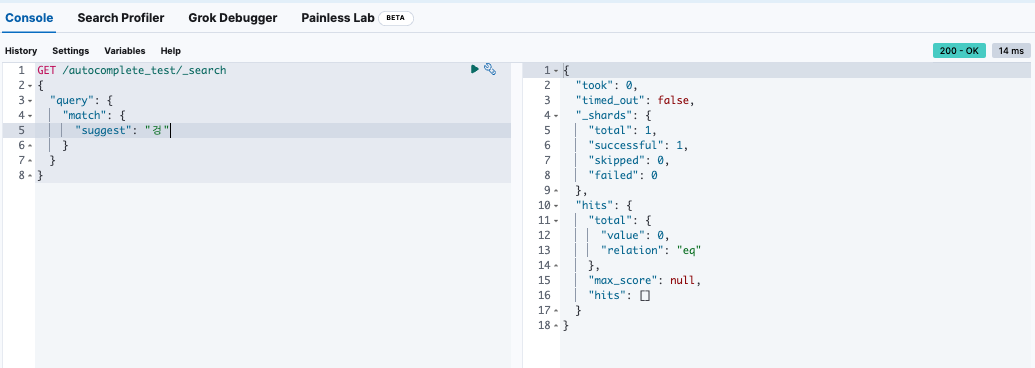 Console Search Profiler Grok Debugger Painless Lab BETA
History Settings Variables Help 200 - OK 14 ms
1 GET /autocomplete_test/_search
2 {
3 "query": {
4 "match": {
5 "suggest": "검"
6 }
7 }
8 }
1 {
2 "took": 0,
3 "timed_out": false,
4 "_shards": {
5 "total": 1,
6 "successful": 1,
7 "skipped": 0,
8 "failed": 0
9 },
10 "hits": {
11 "total": {
12 "value": 0,
13 "relation": "eq"
14 },
15 "max_score": null,
16 "hits": []
17 }
18 }